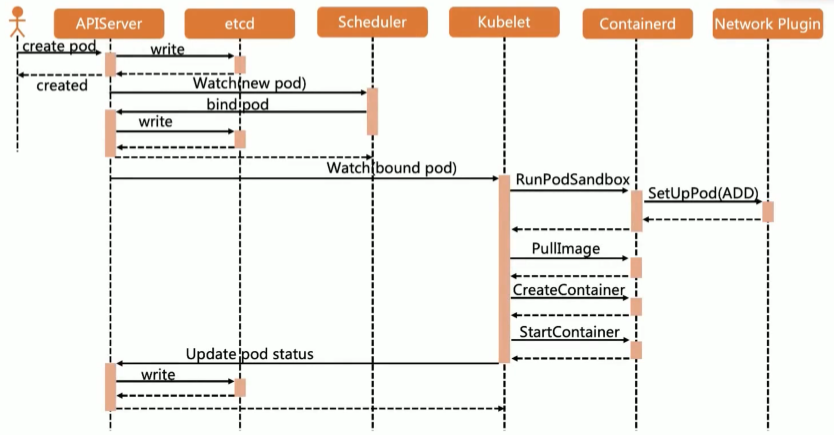 APIServer
etcd
Scheduler
Kubelet
Containerd
Network Plugin
create pod
write
created
Watch(new pod)
bind pod
write
Watch(bound pod)
RunPodSandbox
SetUpPod(ADD)
PullImage
CreateContainer
StartContainer
Update pod status
write